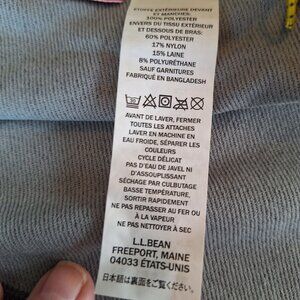 ÉTOFFE EXTÉRIEURE DEVANT
ET MANCHES:
100% POLYESTER
ENVERS DU TISSU EXTÉRIEUR
ET DESSOUS DE BRAS:
60% POLYESTER
17% NYLON
15% LAINE
8% POLYURÉTHANE
SAUF GARNITURES
FABRIQUÉ EN BANGLADESH
AVANT DE LAVER, FERMER
TOUTES LES ATTACHES
LAVER EN MACHINE EN
EAU FROIDE, SÉPARER LES
COULEURS
CYCLE DÉLICAT
PAS D'EAU DE JAVEL NI
D'ASSOUPLISSANT
SÉCHAGE PAR CULBUTAGE
BASSE TEMPÉRATURE,
SORTIR RAPIDEMENT
NE PAS REPASSER AU FER OU
À LA VAPEUR
NE PAS NETTOYER À SEC
L.L.BEAN
FREEPORT, MAINE
04033 ÉTATS-UNIS
日本語は裏面をご覧ください。